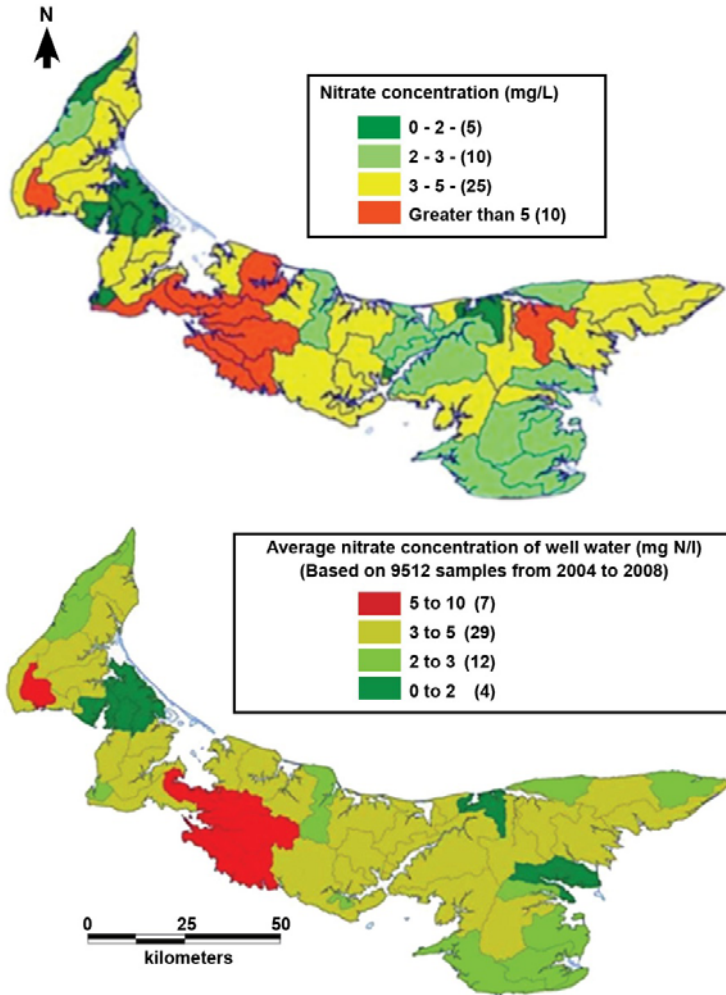 N
Nitrate concentration (mg/L)
0 - 2 - (5)
2 - 3 - (10)
3 - 5 - (25)
Greater than 5 (10)
Average nitrate concentration of well water (mg N/l)
(Based on 9512 samples from 2004 to 2008)
5 to 10 (7)
3 to 5 (29)
2 to 3 (12)
0 to 2 (4)
0 25 50
kilometers